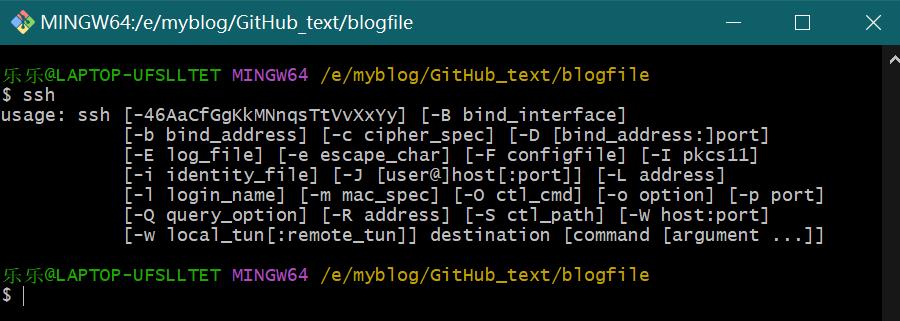 MINGW64:/e/myblog/GitHub_text/blogfile
乐乐@LAPTOP-UFSLLTET MINGW64 /e/myblog/GitHub_text/blogfile
$ ssh
usage: ssh [-46AaCfGgKkMNnqsTtVvXxYy] [-B bind_interface]
           [-b bind_address] [-c cipher_spec] [-D [bind_address:]port]
           [-E log_file] [-e escape_char] [-F configfile] [-I pkcs11]
           [-i identity_file] [-J [user@]host[:port]] [-L address]
           [-l login_name] [-m mac_spec] [-O ctl_cmd] [-o option] [-p port]
           [-Q query_option] [-R address] [-S ctl_path] [-W host:port]
           [-w local_tun[:remote_tun]] destination [command [argument ...]]
乐乐@LAPTOP-UFSLLTET MINGW64 /e/myblog/GitHub_text/blogfile
$